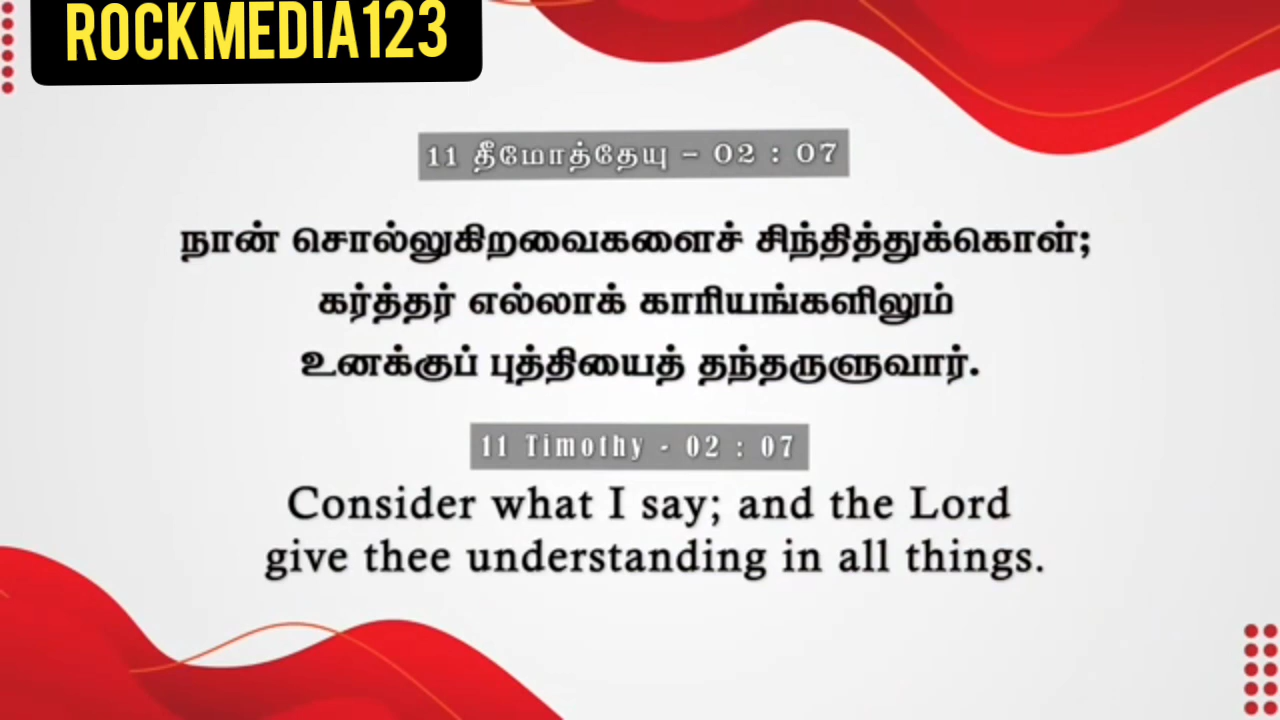 ROCKMEDIA123
11 தீமோத்தேயு - 02 : 07
நான் சொல்லுகிறவைகளைச் சிந்தித்துக்கொள்;
கர்த்தர் எல்லாக் காரியங்களிலும்
உனக்குப் புத்தியைத் தந்தருளுவார்.
11 Timothy - 02 : 07
Consider what I say; and the Lord
give thee understanding in all things.